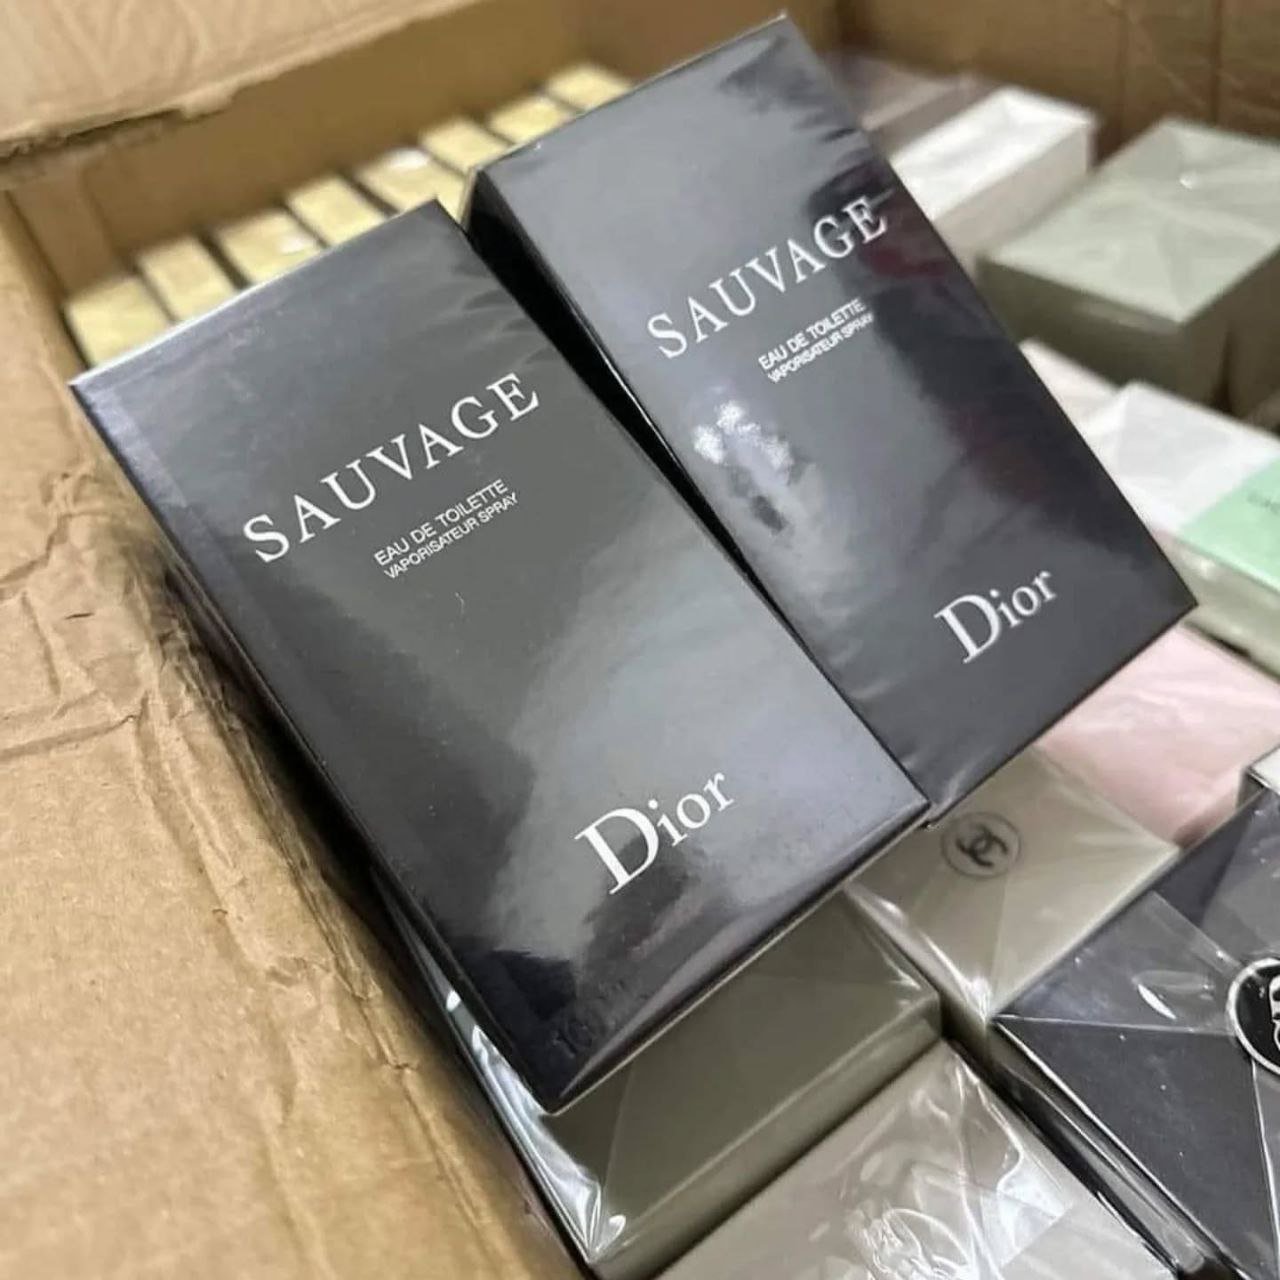 SAUVAGE
EAU DE TOILETTE
VAPORISATEUR SPRAY
Dior
SAUVAGE
EAU DE TOILETTE
VAPORISATEUR SPRAY
Dior